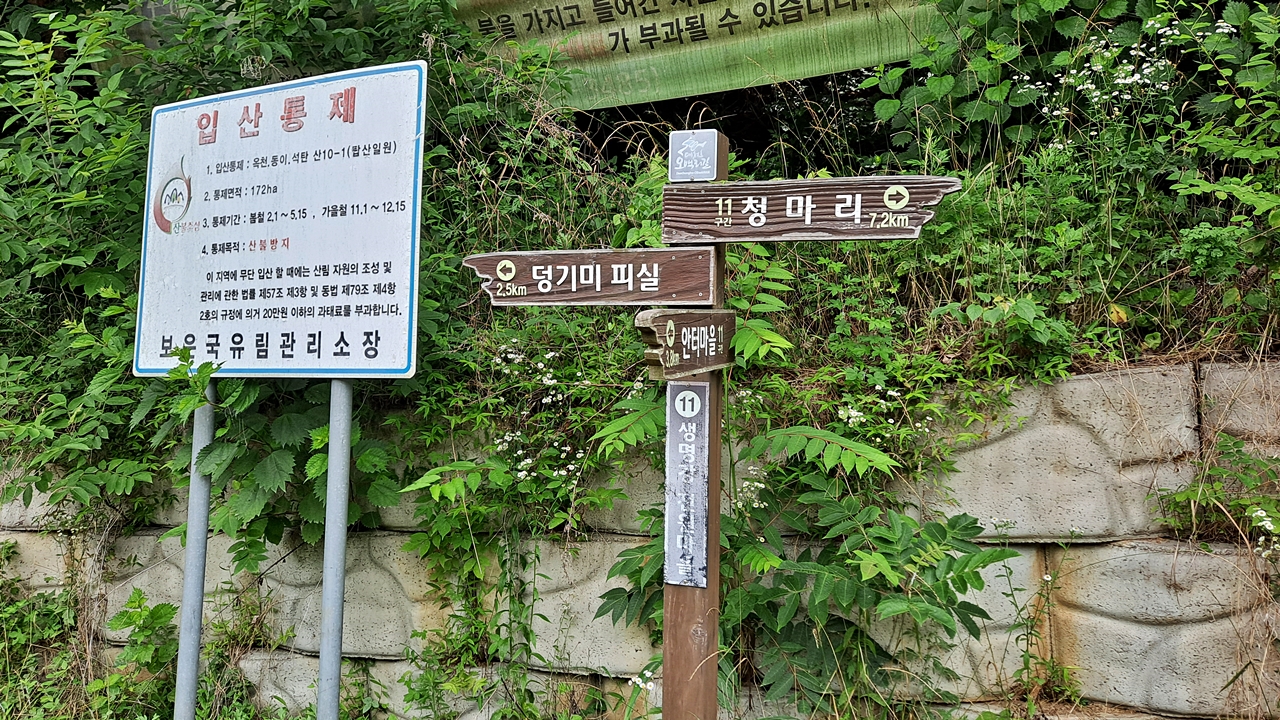 불을 가지고 들어간
가 부과될 수 있습니다.
입 산 통 제
1. 입산통제 : 옥천,동이,석탄 산10-1(탑산일원)
2. 통제면적 : 172ha
3. 통제기간 : 봄철 2.1 ~ 5.15 , 가을철 11.1 ~ 12.15
4. 통제목적 : 산 불 방 지
이 지역에 무단 입산 할 때에는 산림 자원의 조성 및
관리에 관한 법률 제57조 제3항 및 동법 제79조 제4항
2호의 규정에 의거 20만원 이하의 과태료를 부과합니다.
보은국유림관리소장
11
구간
청 마 리
7.2km
2.5km
덩기미 피실
안터마을 11
11
생명강